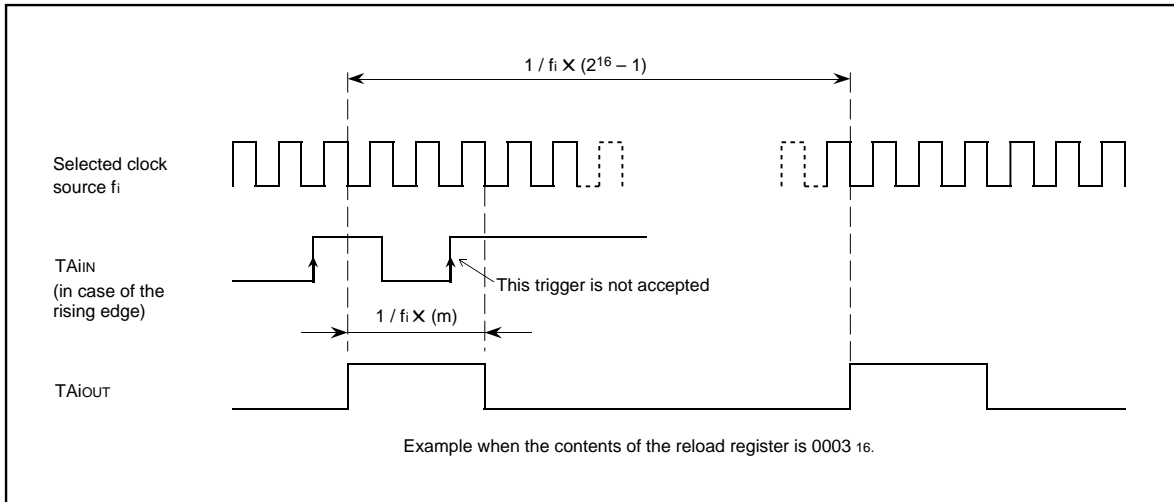 1 / fi × (2¹⁶ – 1)
Selected clock
source fi
TAiIN
(in case of the
rising edge)
This trigger is not accepted
1 / fi × (m)
TAiOUT
Example when the contents of the reload register is 0003 16.